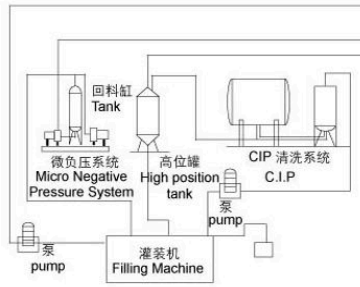 回料缸
Tank
微负压系统
Micro Negative
Pressure System
高位罐
High position
tank
CIP 清洗系统
C.I.P
泵
pump
泵
pump
灌装机
Filling Machine